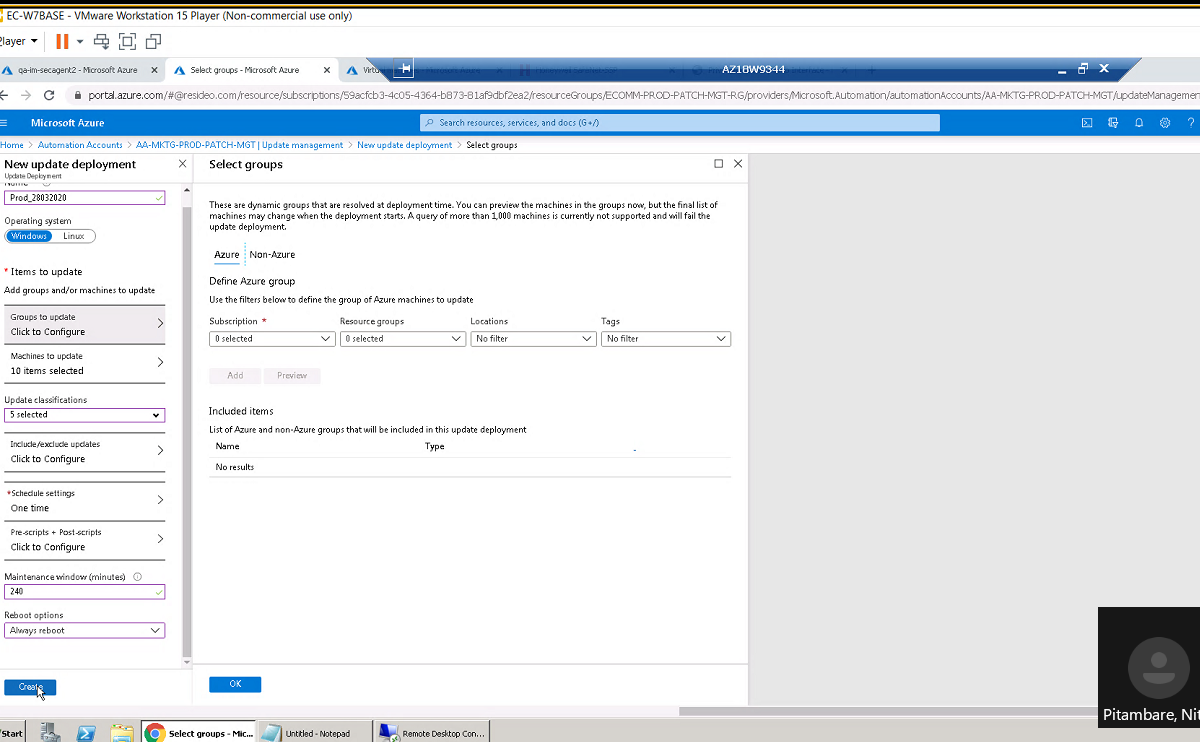 EC-W7BASE - VMware Workstation 15 Player (Non-commercial use only)
Player
qa-im-secagent2 - Microsoft Azure
Select groups - Microsoft Azure
AZ18W9344
portal.azure.com/#@resideo.com/resource/subscriptions/59acfcb3-4c05-4364-b873-81af9dbf2ea2/resourceGroups/ECOMM-PROD-PATCH-MGT-RG/providers/Microsoft.Automation/automationAccounts/AA-MKTG-PROD-PATCH-MGT/updateManagemen
Microsoft Azure
Search resources, services, and docs (G+/)
Home > Automation Accounts > AA-MKTG-PROD-PATCH-MGT | Update management > New update deployment > Select groups
New update deployment
Update Deployment
Name
Prod_28032020
Operating system
Windows Linux
* Items to update
Add groups and/or machines to update
Groups to update
Click to Configure
Machines to update
10 items selected
Update classifications
5 selected
Include/exclude updates
Click to Configure
*Schedule settings
One time
Pre-scripts + Post-scripts
Click to Configure
Maintenance window (minutes)
240
Reboot options
Always reboot
Create
Select groups
These are dynamic groups that are resolved at deployment time. You can preview the machines in the groups now, but the final list of
machines may change when the deployment starts. A query of more than 1,000 machines is currently not supported and will fail the
update deployment.
Azure Non-Azure
Define Azure group
Use the filters below to define the group of Azure machines to update
Subscription * Resource groups Locations Tags
0 selected 0 selected No filter No filter
Add Preview
Included items
List of Azure and non-Azure groups that will be included in this update deployment
Name Type
No results
OK
Pitambare, Nit
Start
Select groups - Mic...
Untitled - Notepad
Remote Desktop Con...